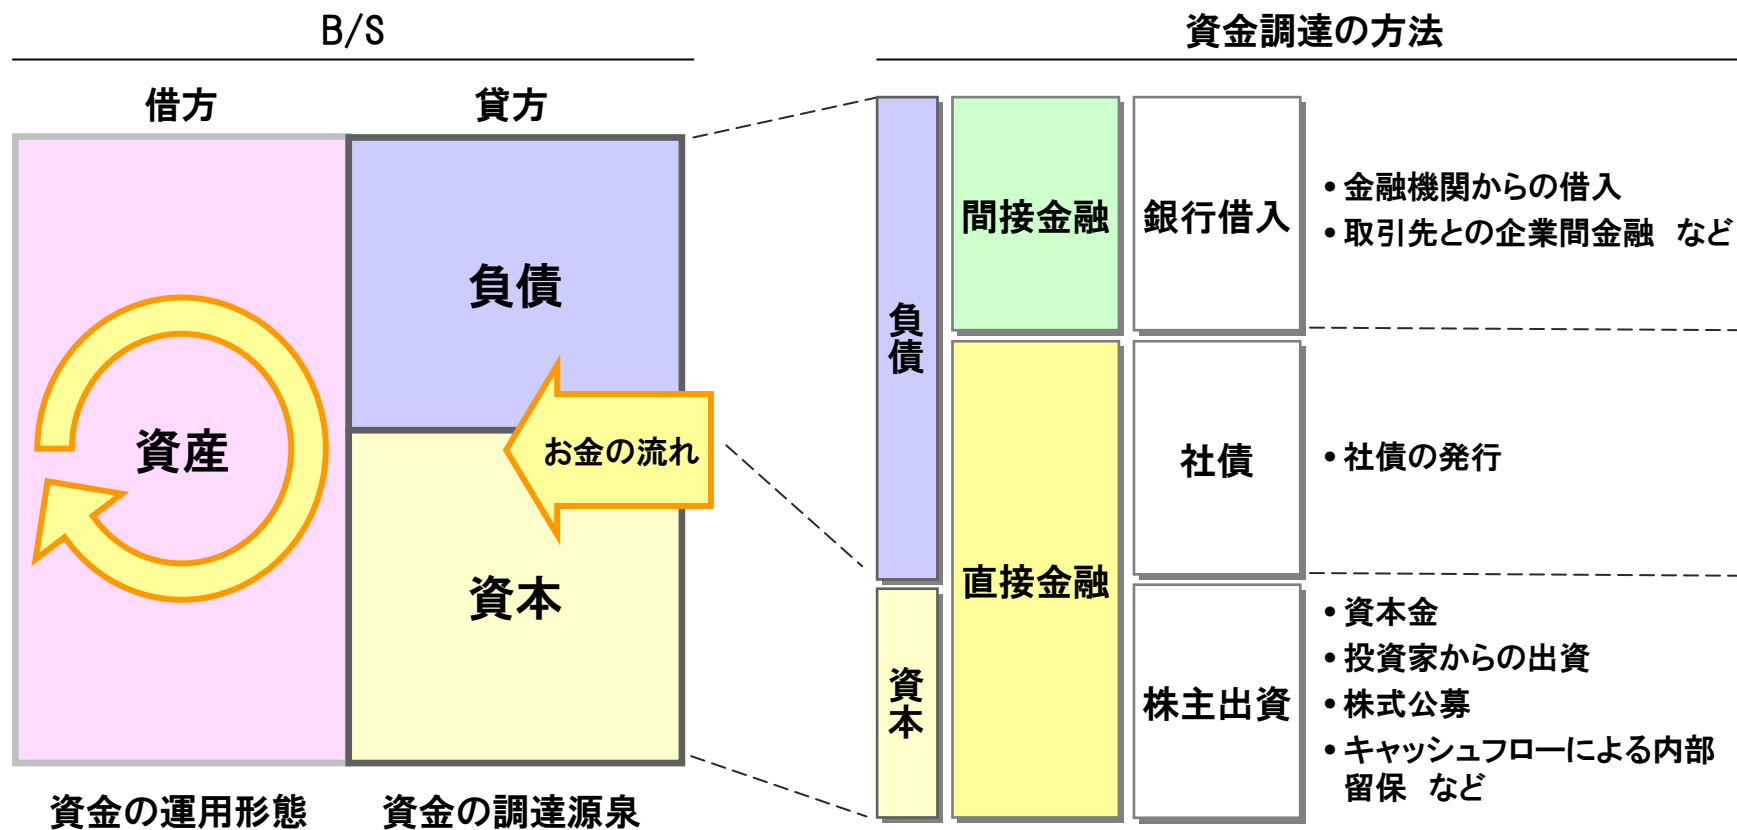 B/S
借方
貸方
資産
負債
お金の流れ
資本
資金の運用形態
資金の調達源泉
資金調達の方法
負債
資本
間接金融
直接金融
銀行借入
• 金融機関からの借入
• 取引先との企業間金融 など
社債
• 社債の発行
株主出資
• 資本金
• 投資家からの出資
• 株式公募
• キャッシュフローによる内部
留保 など